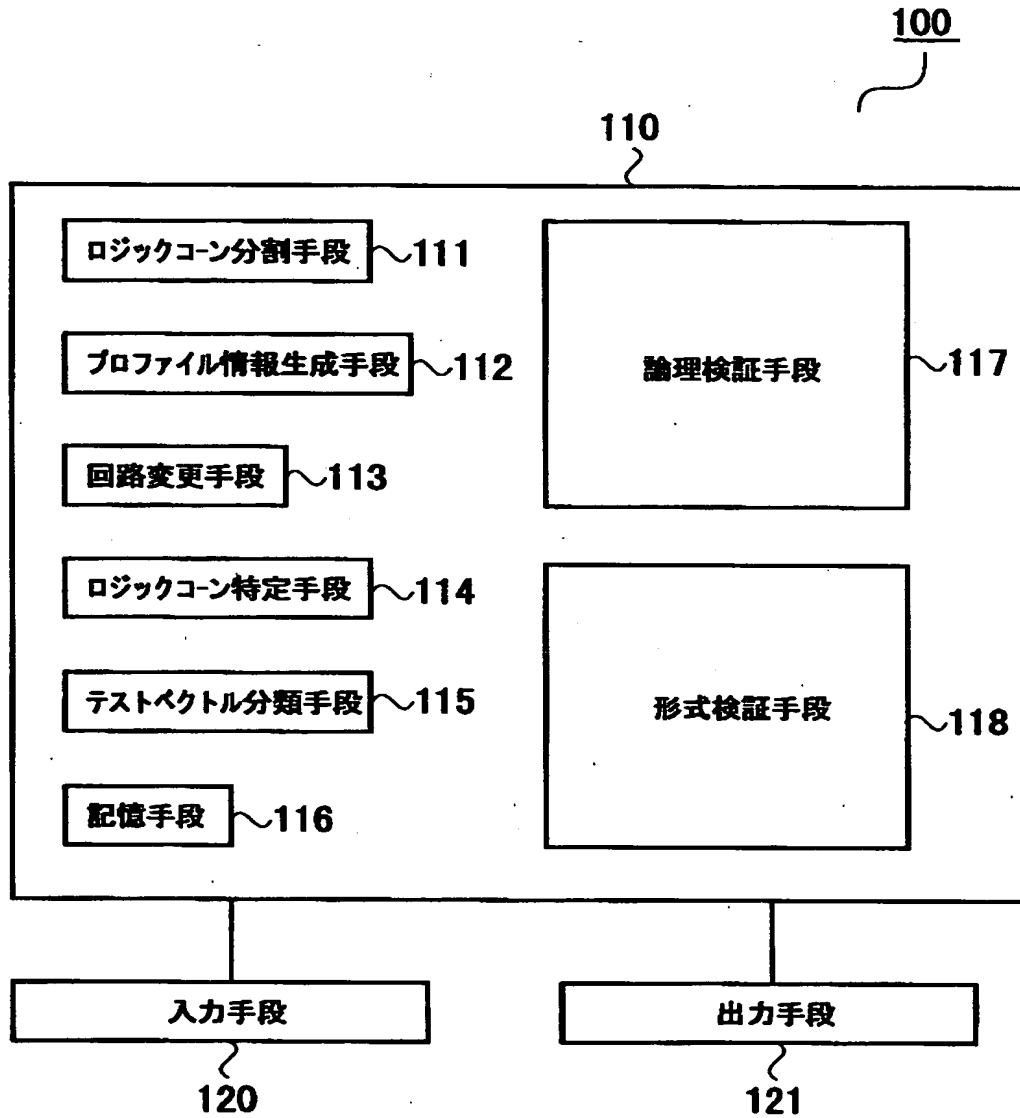 100
110
ロジックコーン分割手段 111
プロファイル情報生成手段 112
回路変更手段 113
ロジックコーン特定手段 114
テストベクトル分類手段 115
記憶手段 116
論理検証手段 117
形式検証手段 118
入力手段
120
出力手段
121